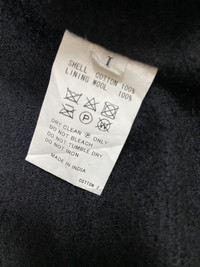 I
SHELL COTTON 100%
LINING WOOL 100%
P
DRY CLEAN P ONLY
DO NOT BLEACH
DO NOT TUMBLE DRY
DO NOT IRON
MADE IN INDIA
COTTON